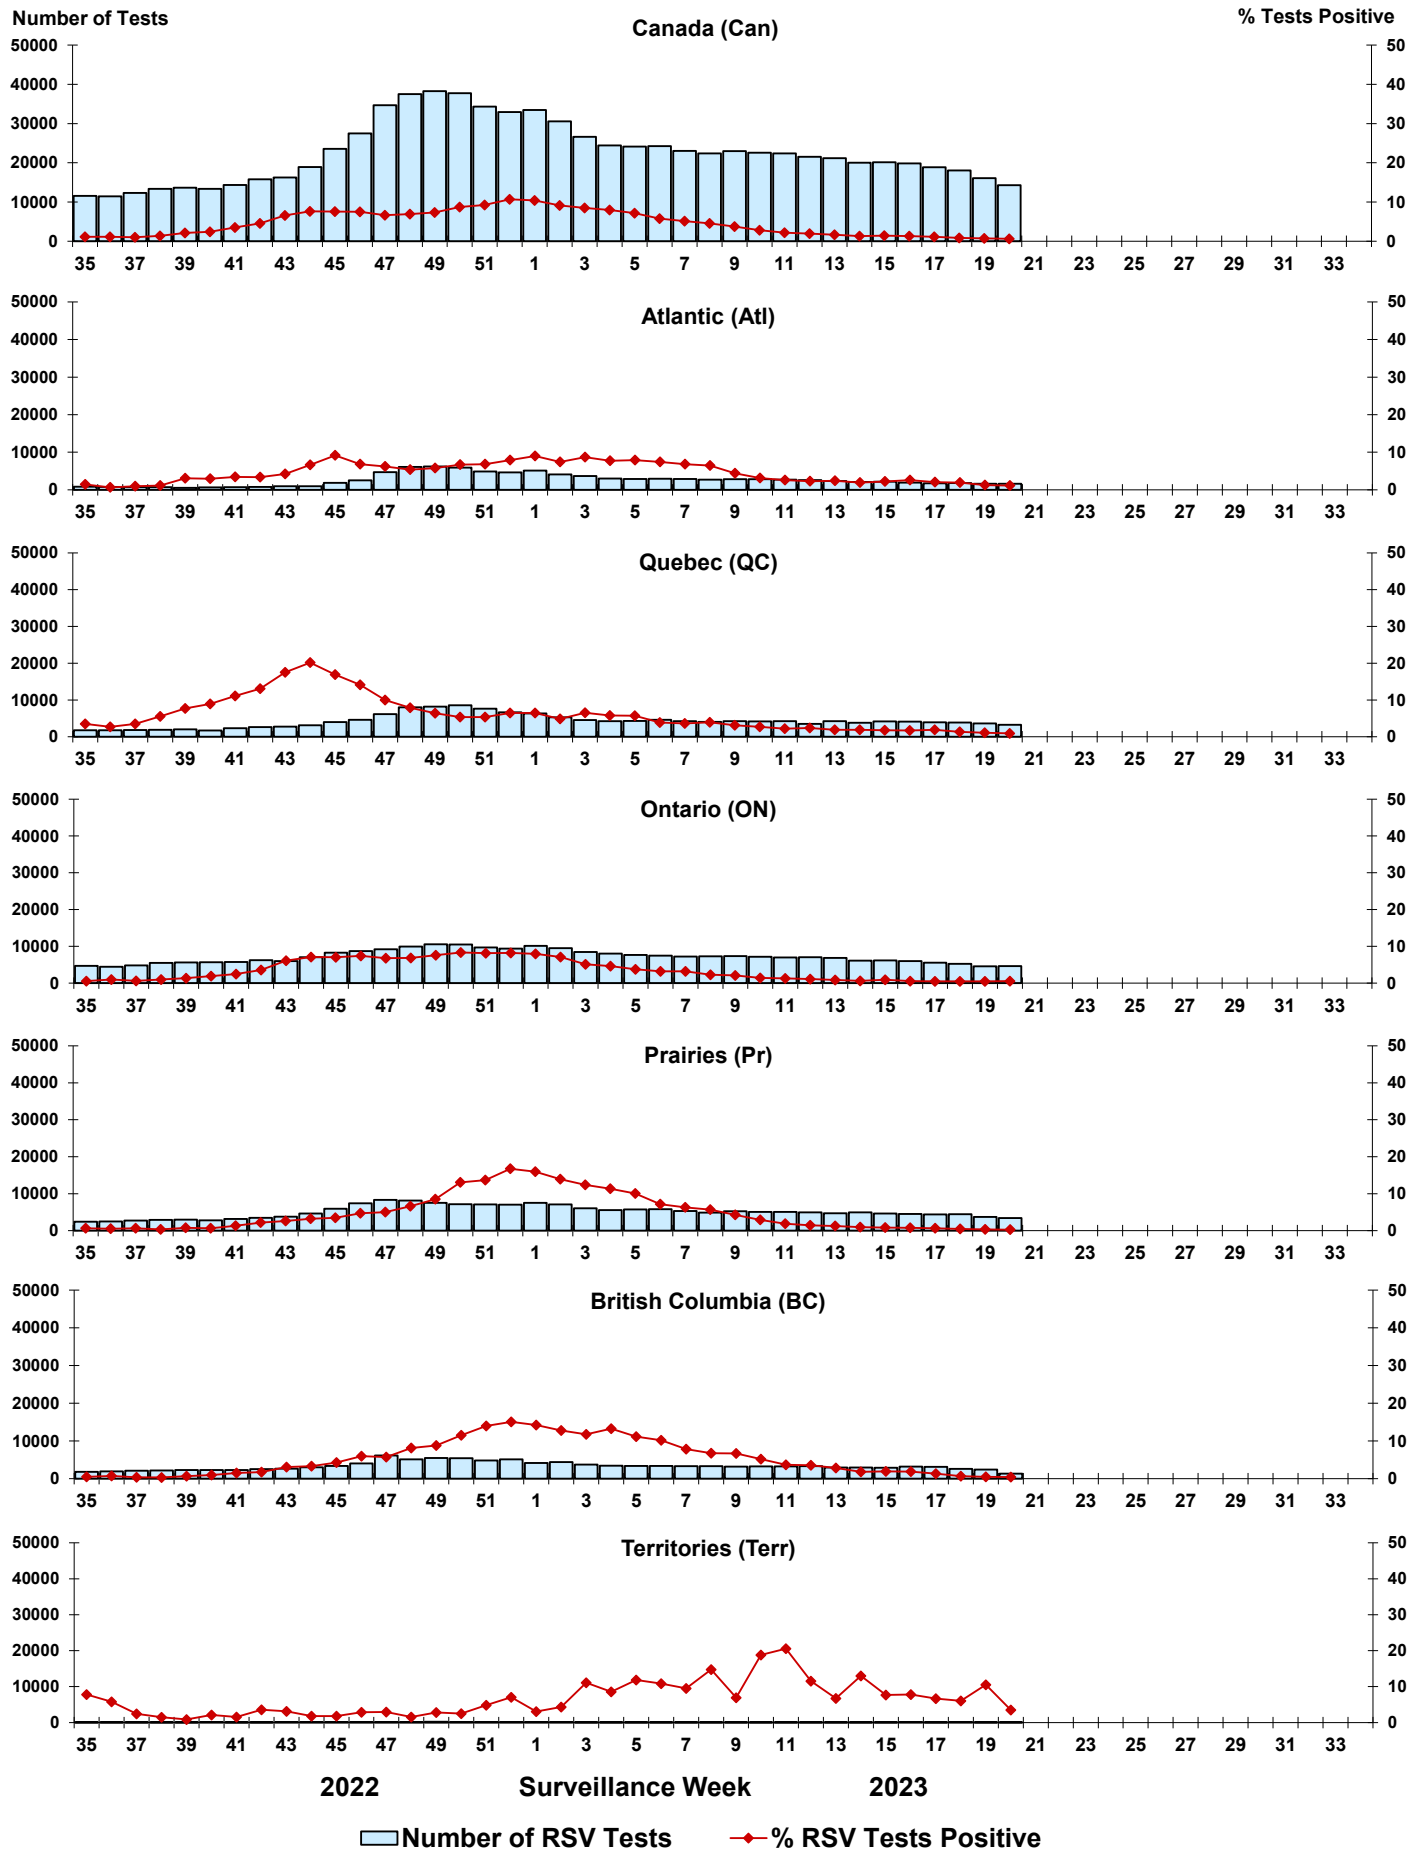 Number of Tests
% Tests Positive
Canada (Can)
50000 50
40000 40
30000 30
20000 20
10000 10
0 0
35 37 39 41 43 45 47 49 51 1 3 5 7 9 11 13 15 17 19 21 23 25 27 29 31 33
Atlantic (Atl)
50000 50
40000 40
30000 30
20000 20
10000 10
0 0
35 37 39 41 43 45 47 49 51 1 3 5 7 9 11 13 15 17 19 21 23 25 27 29 31 33
Quebec (QC)
50000 50
40000 40
30000 30
20000 20
10000 10
0 0
35 37 39 41 43 45 47 49 51 1 3 5 7 9 11 13 15 17 19 21 23 25 27 29 31 33
Ontario (ON)
50000 50
40000 40
30000 30
20000 20
10000 10
0 0
35 37 39 41 43 45 47 49 51 1 3 5 7 9 11 13 15 17 19 21 23 25 27 29 31 33
Prairies (Pr)
50000 50
40000 40
30000 30
20000 20
10000 10
0 0
35 37 39 41 43 45 47 49 51 1 3 5 7 9 11 13 15 17 19 21 23 25 27 29 31 33
British Columbia (BC)
50000 50
40000 40
30000 30
20000 20
10000 10
0 0
35 37 39 41 43 45 47 49 51 1 3 5 7 9 11 13 15 17 19 21 23 25 27 29 31 33
Territories (Terr)
50000 50
40000 40
30000 30
20000 20
10000 10
0 0
35 37 39 41 43 45 47 49 51 1 3 5 7 9 11 13 15 17 19 21 23 25 27 29 31 33
2022 Surveillance Week 2023
Number of RSV Tests % RSV Tests Positive